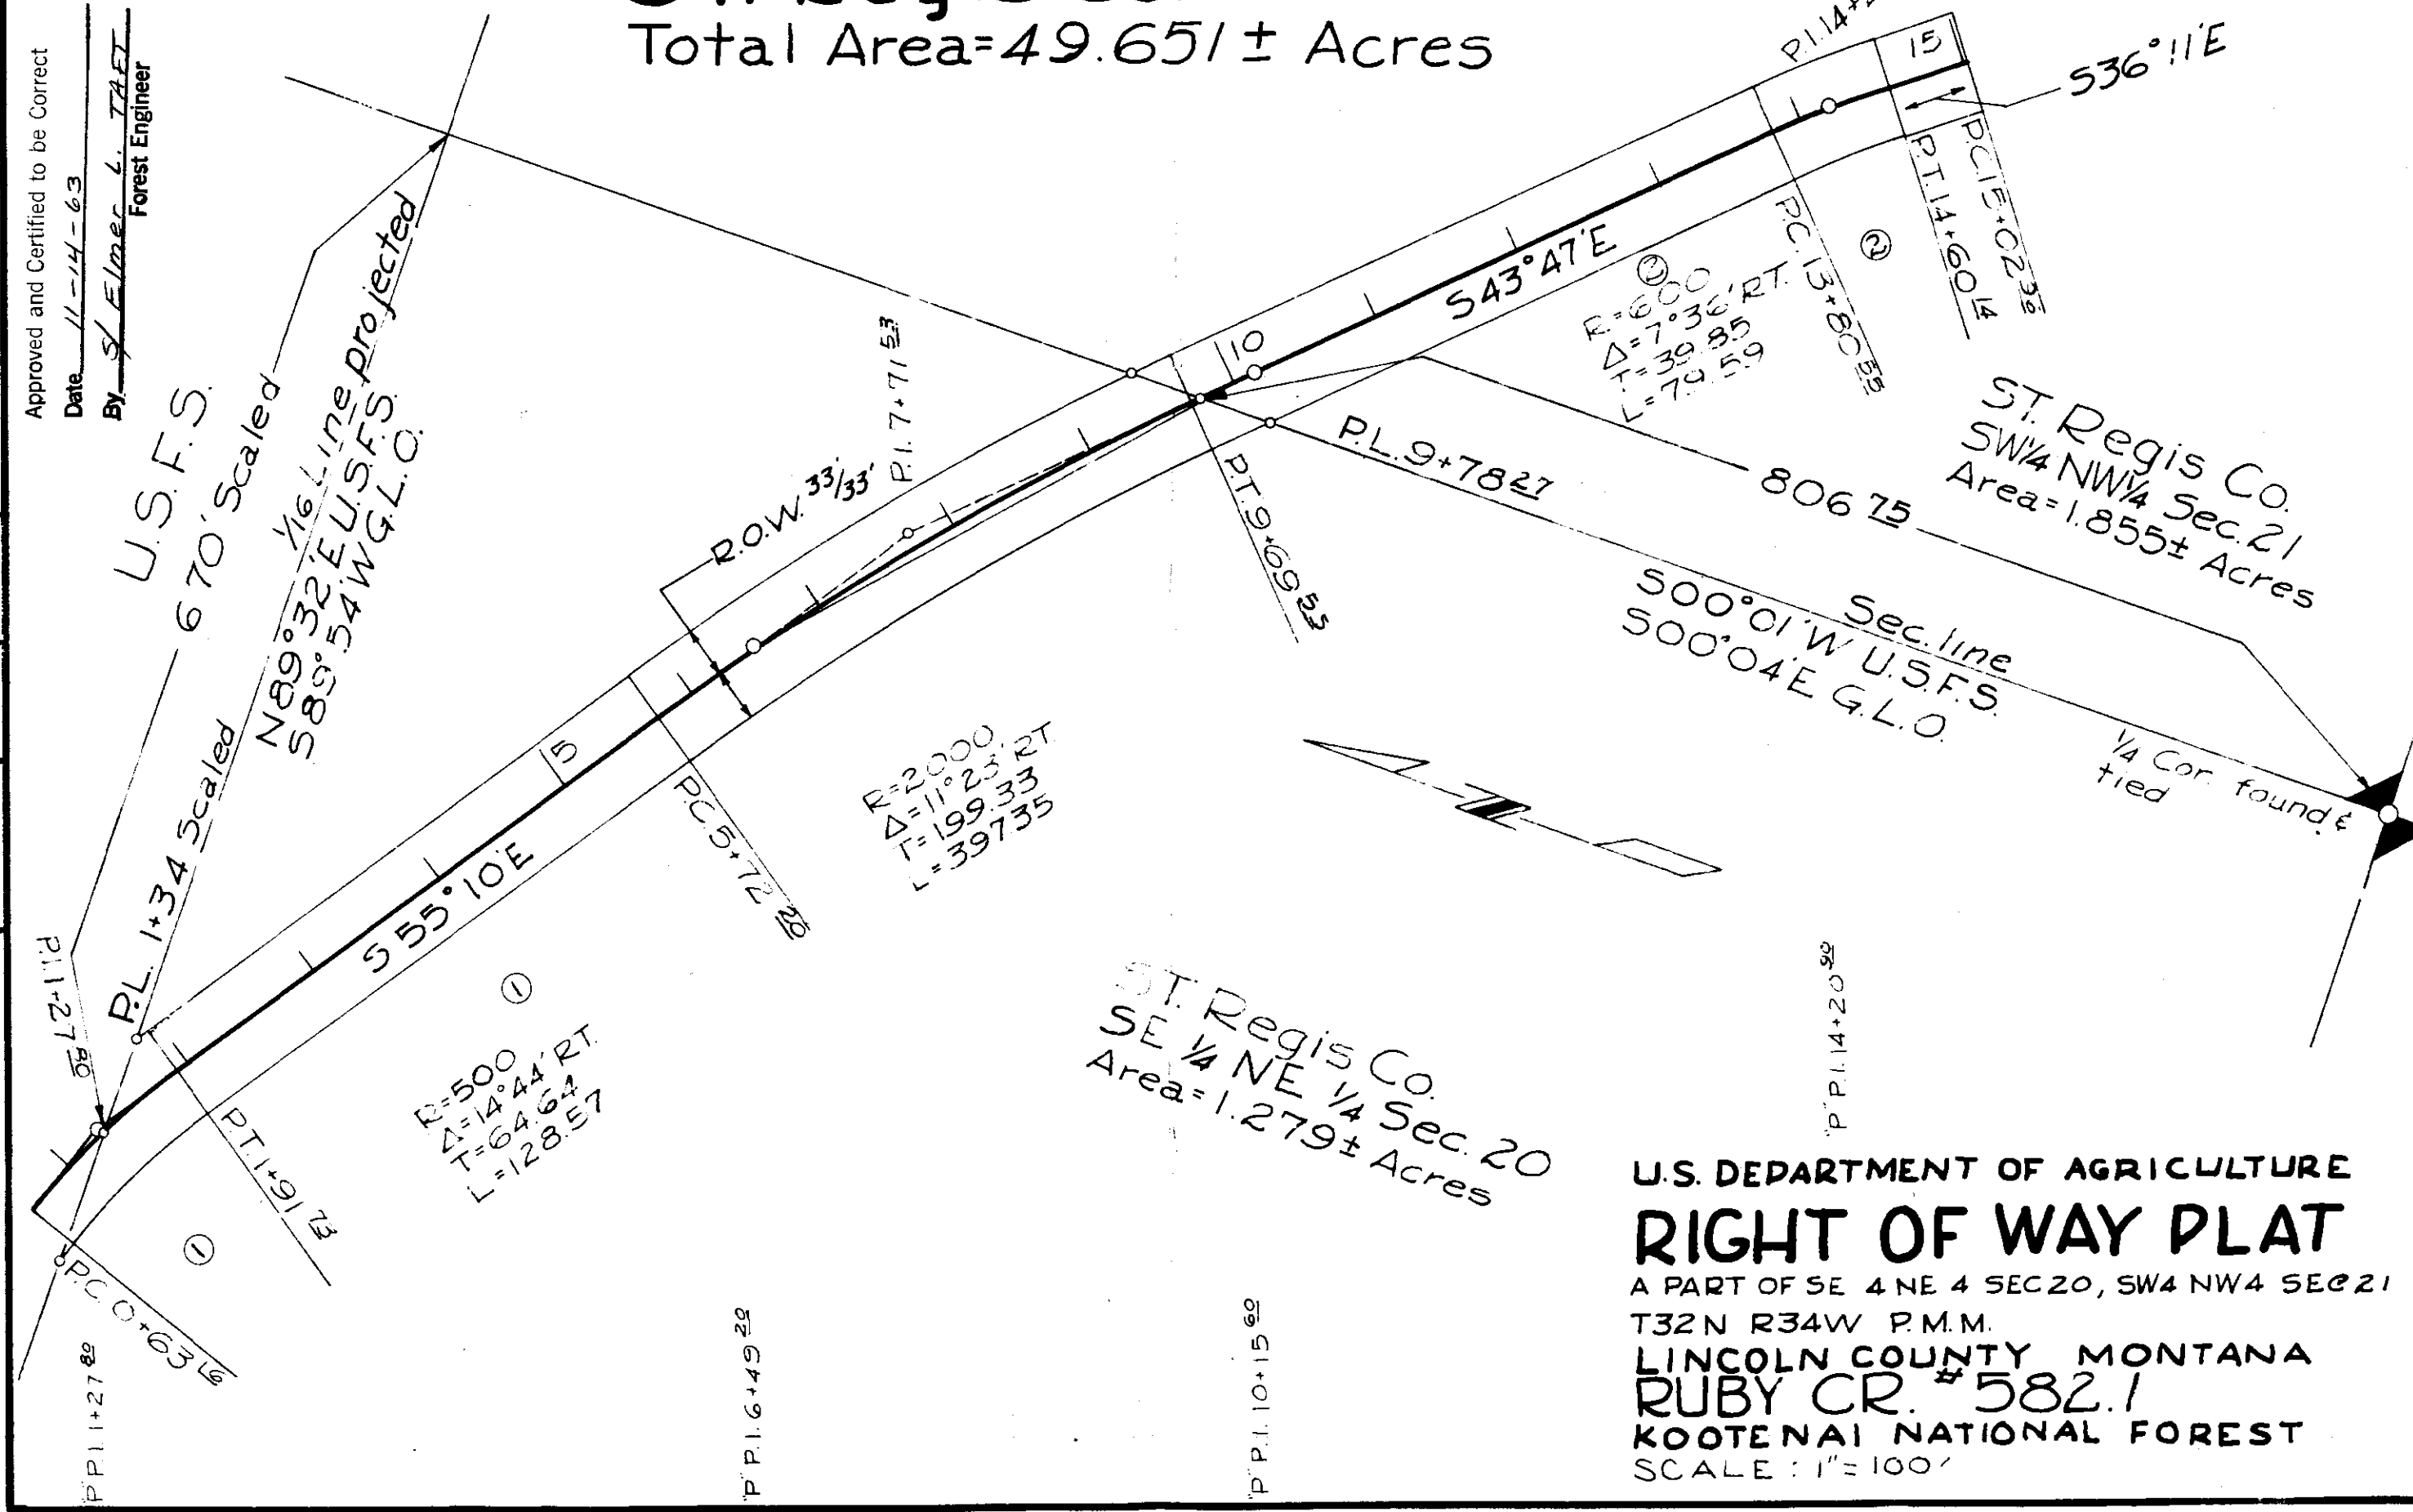 Total Area=49.651± Acres
Approved and Certified to be Correct
Date 11-14-63
By S/ Elmer L. TAFT
Forest Engineer
U.S.F.S.
670' Scaled
1/16 Line projected
N89°32'E U.S.F.S.
S89°54'W G.L.O.
P.L. 1+34 Scaled
P.I. 1+27 80
R.O.W. 33/33'
P.I. 7+71 53
P.I. 14+
15
S36°11'E
P.C. 15+02 36
P.T. 14+60 14
P.C. 13+80 55
②
S43°47'E
②
R=600
Δ=7°36' RT.
T=39.85
L=79.59
10
P.T. 9+69 55
P.L. 9+78 27
806 75
ST. Regis Co.
SW1/4 NW1/4 Sec. 21
Area=1.855± Acres
Sec. line
S00°01'W U.S.F.S.
S00°04'E G.L.O.
1/4 Cor. found &
tied
5
S 55°10'E
P.C. 5+72 20
R=2000
Δ=11°23' RT.
T=199.33
L=397.35
①
R=500
Δ=14°44' RT.
T=64.64
L=128.57
P.T. 1+91 73
①
P.C. 0+63 16
ST. Regis Co.
SE 1/4 NE 1/4 Sec. 20
Area=1.279± Acres
"P" P.I. 1+27 80
"P" P.I. 6+49 20
"P" P.I. 10+15 60
"P" P.I. 14+20 90
U.S. DEPARTMENT OF AGRICULTURE
RIGHT OF WAY PLAT
A PART OF SE 4 NE 4 SEC20, SW4 NW4 SEC21
T32N R34W P.M.M.
LINCOLN COUNTY MONTANA
RUBY CR. #582.1
KOOTENAI NATIONAL FOREST
SCALE: 1"=100'